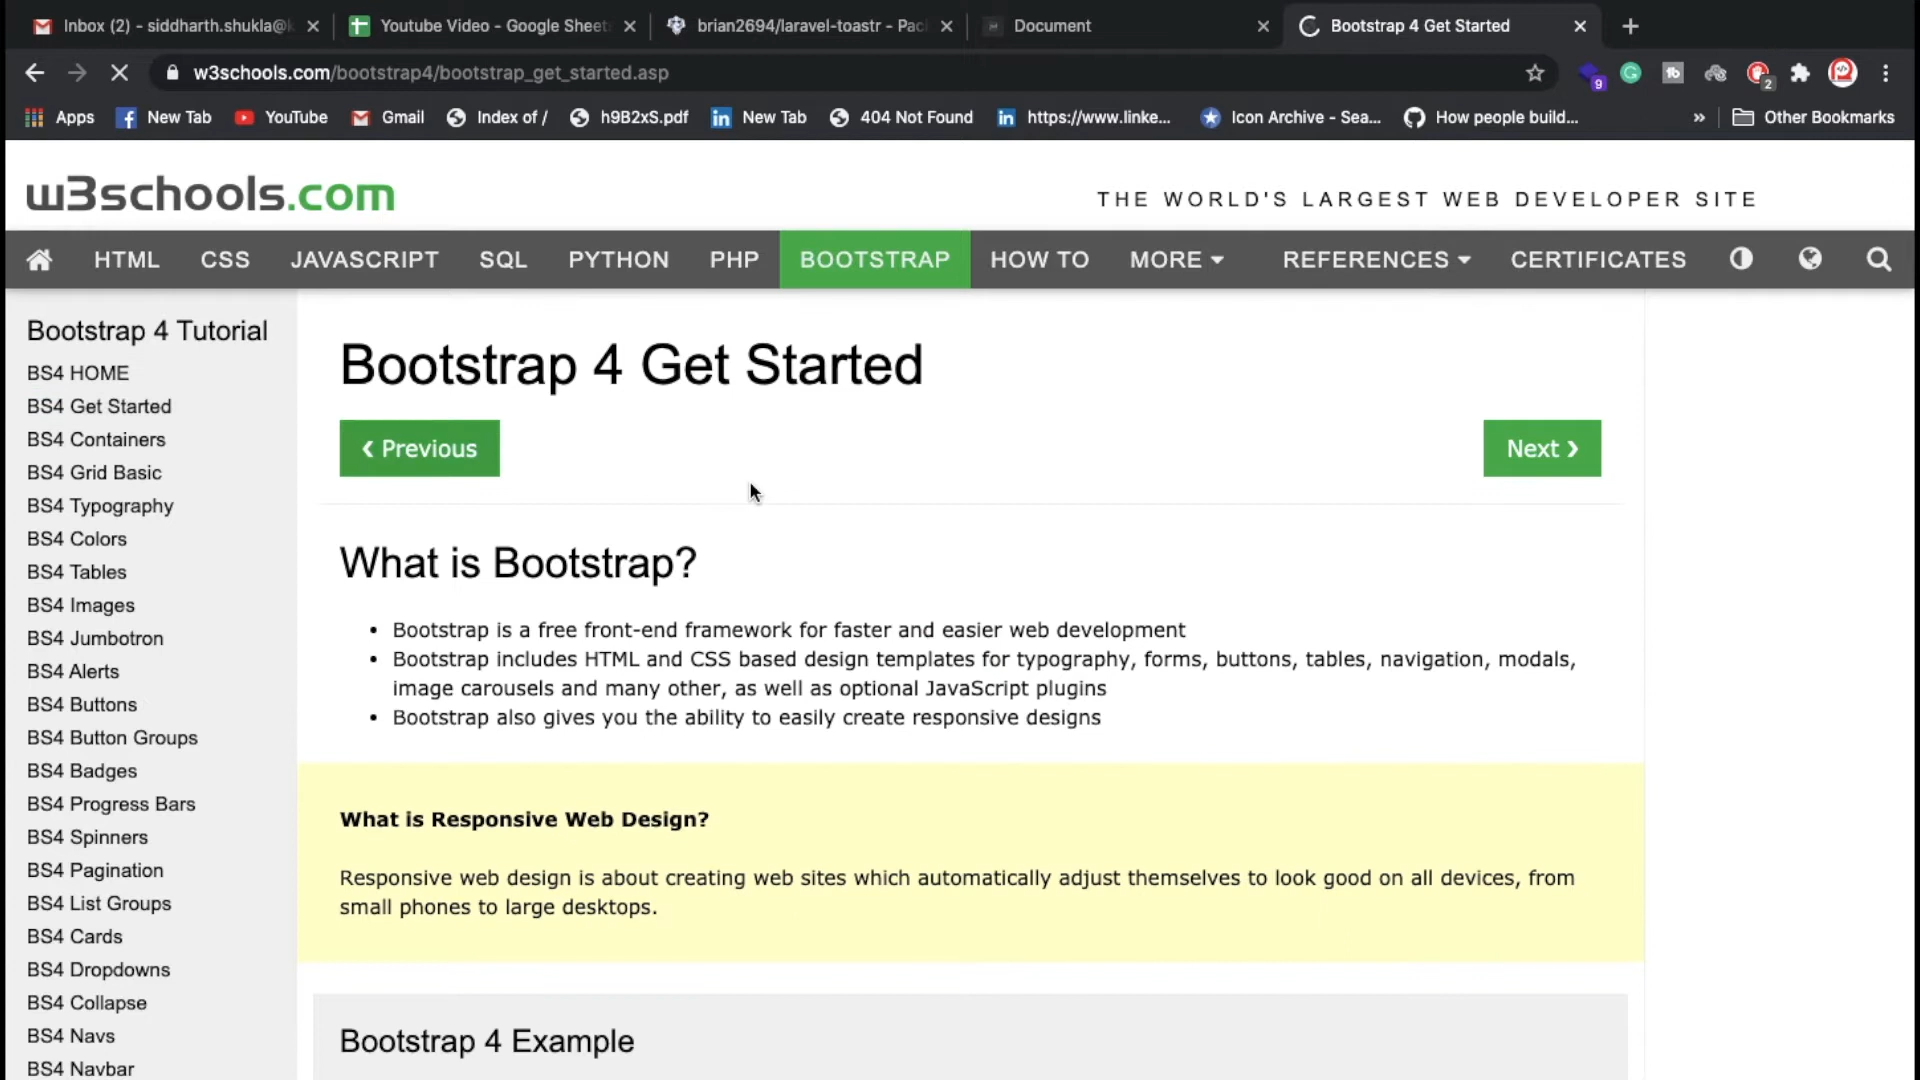 Inbox (2) - siddharth.shukla@
Youtube Video - Google Sheets
brian2694/laravel-toastr - Pac
Document
Bootstrap 4 Get Started
w3schools.com/bootstrap4/bootstrap_get_started.asp
9
2
Apps
New Tab
YouTube
Gmail
Index of /
h9B2xS.pdf
New Tab
404 Not Found
https://www.linke...
Icon Archive - Sea...
How people build...
»
Other Bookmarks
w3schools.com
THE WORLD'S LARGEST WEB DEVELOPER SITE
HTML CSS JAVASCRIPT SQL PYTHON PHP BOOTSTRAP HOW TO MORE REFERENCES CERTIFICATES
Bootstrap 4 Tutorial
BS4 HOME
BS4 Get Started
BS4 Containers
BS4 Grid Basic
BS4 Typography
BS4 Colors
BS4 Tables
BS4 Images
BS4 Jumbotron
BS4 Alerts
BS4 Buttons
BS4 Button Groups
BS4 Badges
BS4 Progress Bars
BS4 Spinners
BS4 Pagination
BS4 List Groups
BS4 Cards
BS4 Dropdowns
BS4 Collapse
BS4 Navs
BS4 Navbar
Bootstrap 4 Get Started
❮ Previous
Next ❯
What is Bootstrap?
• Bootstrap is a free front-end framework for faster and easier web development
• Bootstrap includes HTML and CSS based design templates for typography, forms, buttons, tables, navigation, modals,
image carousels and many other, as well as optional JavaScript plugins
• Bootstrap also gives you the ability to easily create responsive designs
What is Responsive Web Design?
Responsive web design is about creating web sites which automatically adjust themselves to look good on all devices, from
small phones to large desktops.
Bootstrap 4 Example